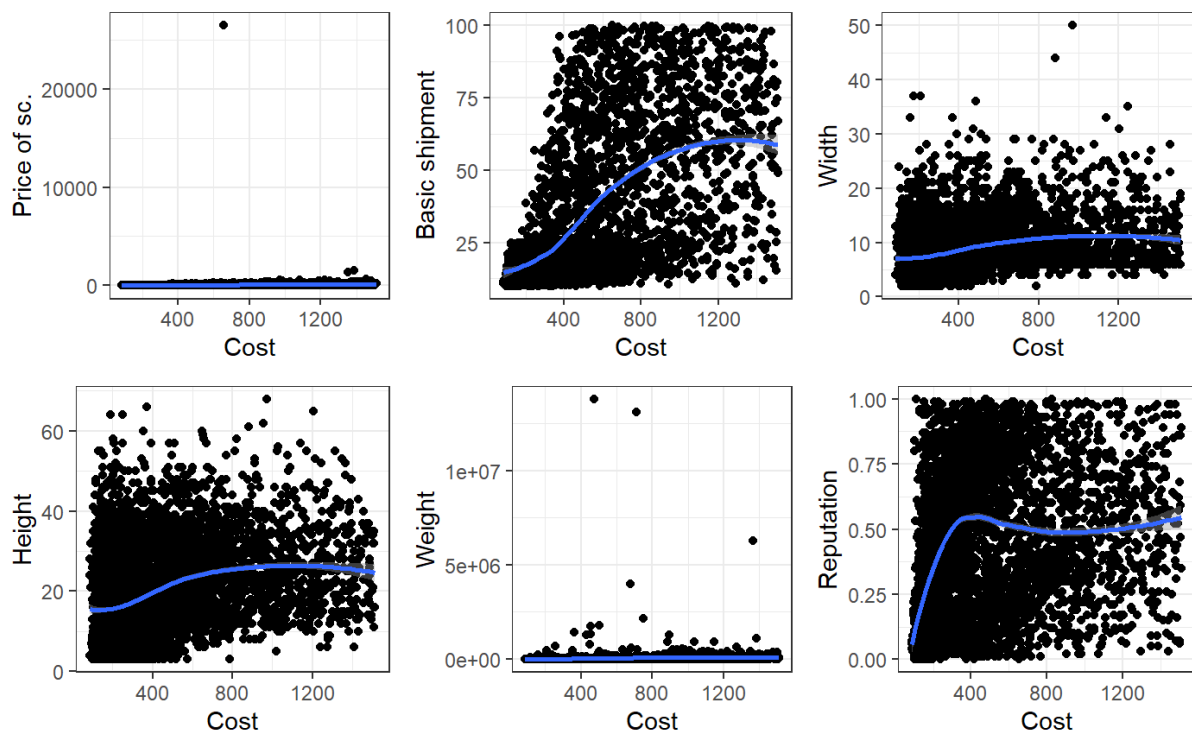 Price of sc.
20000
10000
0
400 800 1200
Cost
Basic shipment
100
75
50
25
400 800 1200
Cost
Width
50
40
30
20
10
0
400 800 1200
Cost
Height
60
40
20
0
400 800 1200
Cost
Weight
1e+07
5e+06
0e+00
400 800 1200
Cost
Reputation
1.00
0.75
0.50
0.25
0.00
400 800 1200
Cost